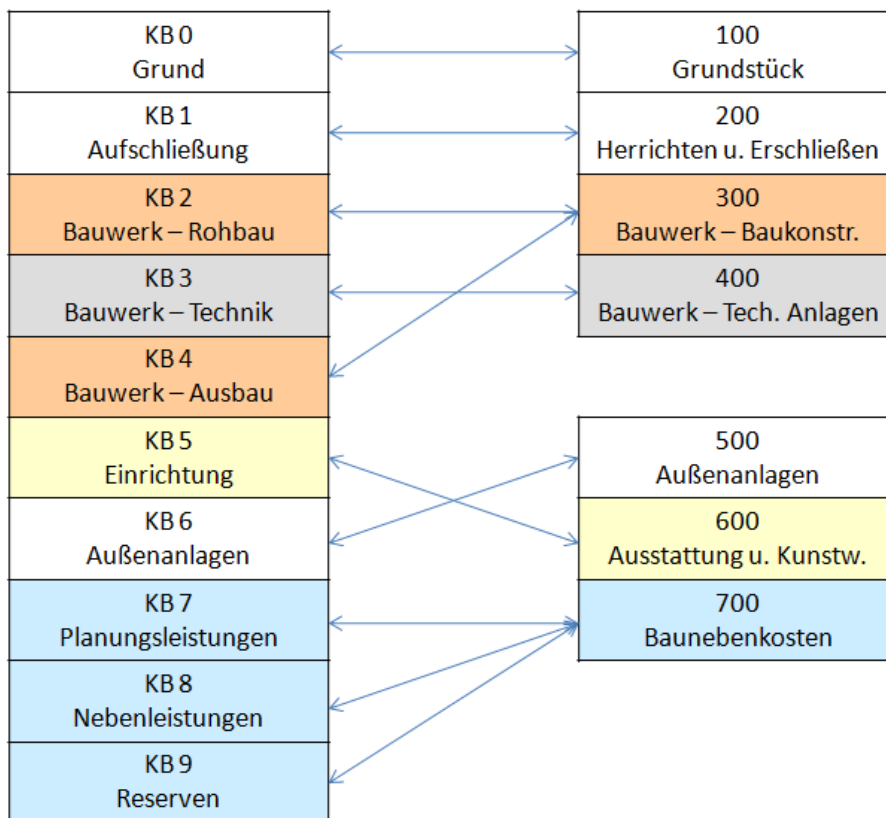 KB 0
Grund
KB 1
Aufschließung
KB 2
Bauwerk – Rohbau
KB 3
Bauwerk – Technik
KB 4
Bauwerk – Ausbau
KB 5
Einrichtung
KB 6
Außenanlagen
KB 7
Planungsleistungen
KB 8
Nebenleistungen
KB 9
Reserven
100
Grundstück
200
Herrichten u. Erschließen
300
Bauwerk – Baukonstr.
400
Bauwerk – Tech. Anlagen
500
Außenanlagen
600
Ausstattung u. Kunstw.
700
Baunebenkosten